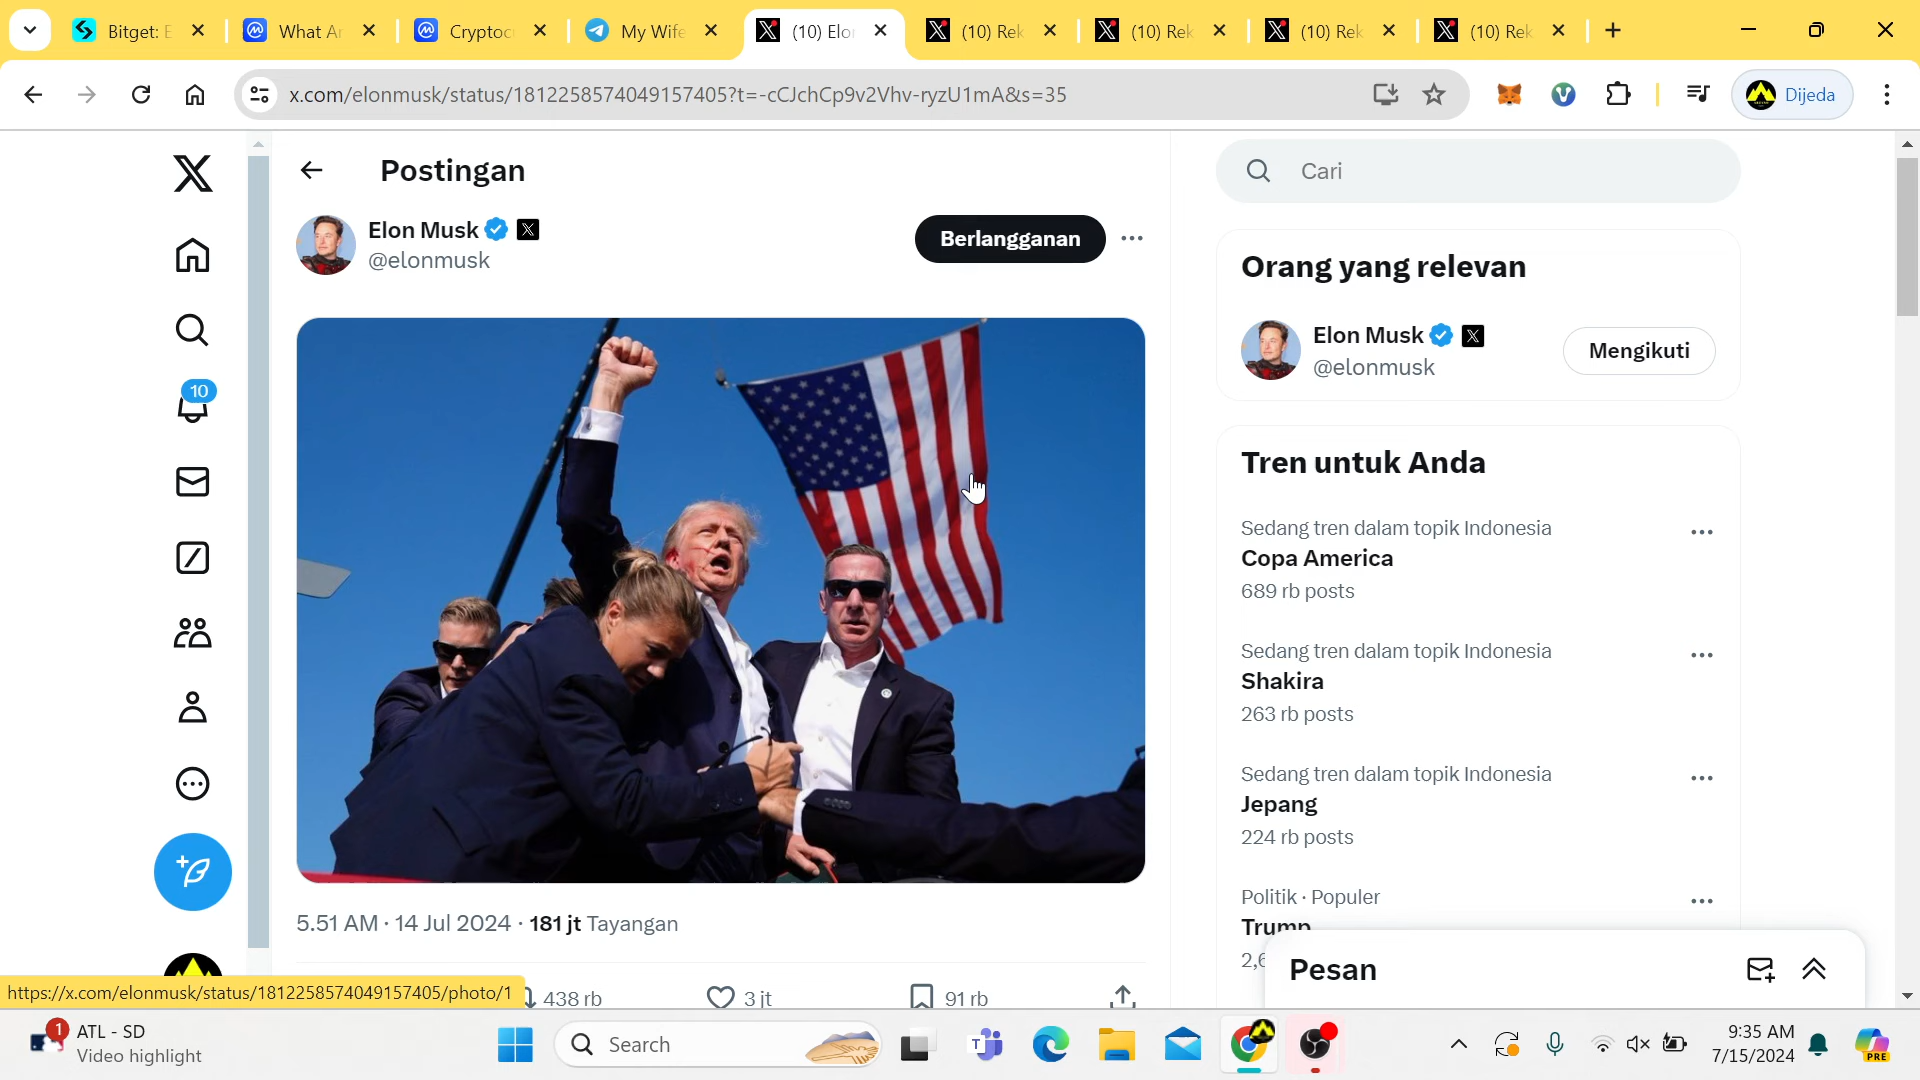 Bitget: E
What Ar
Cryptoc
My Wife
(10) Elo
(10) Rek
(10) Rek
(10) Rek
(10) Rek
x.com/elonmusk/status/1812258574049157405?t=-cCJchCp9v2Vhv-ryzU1mA&s=35
Dijeda
Postingan
Elon Musk
@elonmusk
Berlangganan
10
5.51 AM · 14 Jul 2024 · 181 jt Tayangan
438 rb
3 jt
91 rb
Cari
Orang yang relevan
Elon Musk
@elonmusk
Mengikuti
Tren untuk Anda
Sedang tren dalam topik Indonesia
Copa America
689 rb posts
Sedang tren dalam topik Indonesia
Shakira
263 rb posts
Sedang tren dalam topik Indonesia
Jepang
224 rb posts
Politik · Populer
Trump
Pesan
https://x.com/elonmusk/status/1812258574049157405/photo/1
1
ATL - SD
Video highlight
Search
9:35 AM
7/15/2024
PRE